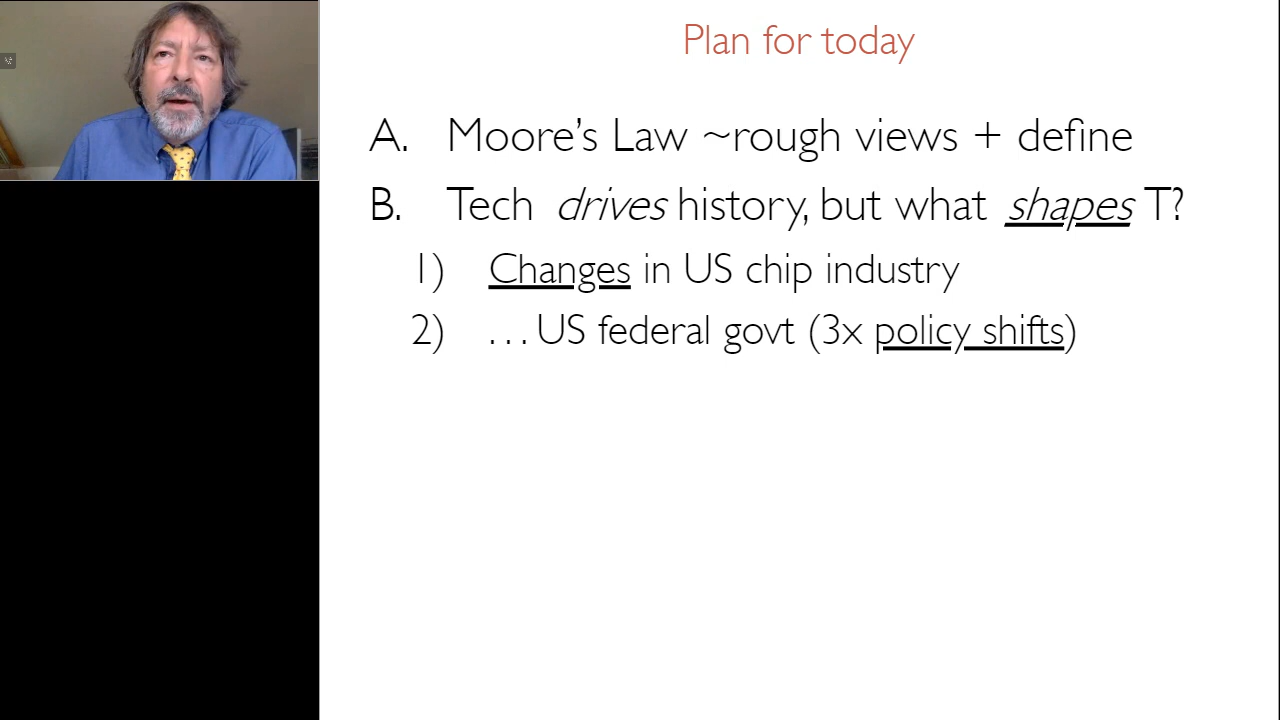 Plan for today
A. Moore's Law ~rough views + define
B. Tech drives history, but what shapes T?
1) Changes in US chip industry
2) ...US federal govt (3x policy shifts)